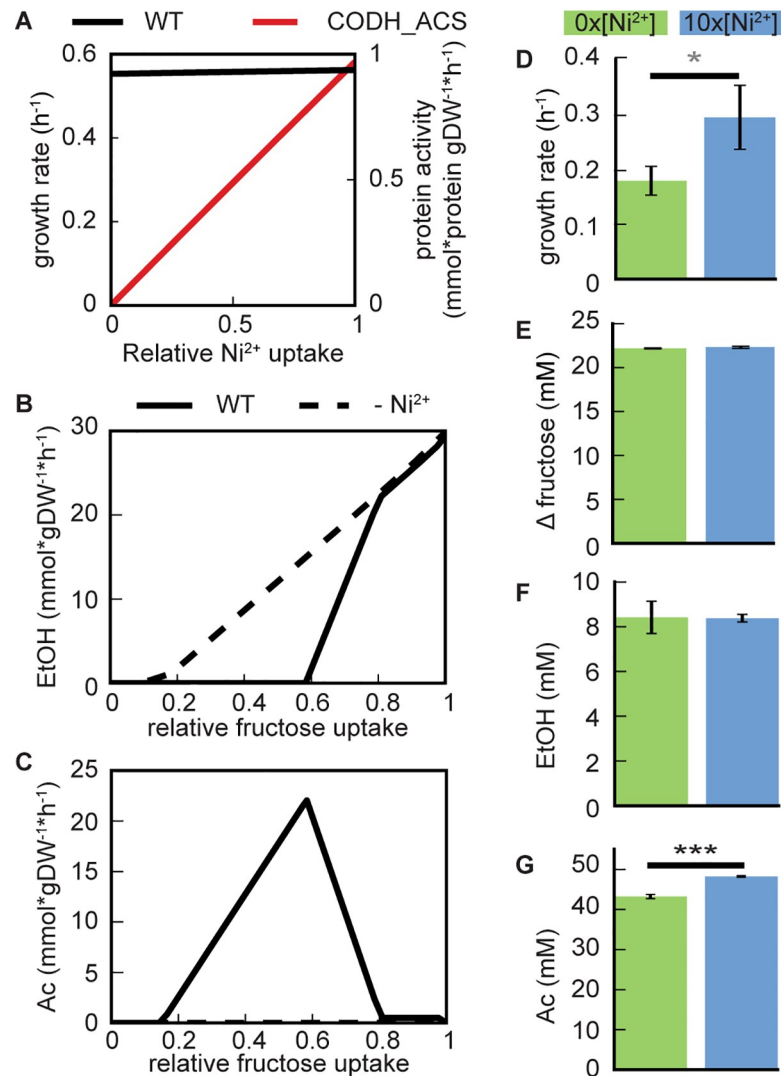 A WT CODH_ACS
0.6
0.4
0.2
0
growth rate (h⁻¹)
1
0.5
0
protein activity
(mmol*protein gDW⁻¹*h⁻¹)
0 0.5 1
Relative Ni²⁺ uptake
B WT - Ni²⁺
30
20
10
0
EtOH (mmol*gDW⁻¹*h⁻¹)
0 0.2 0.4 0.6 0.8 1
relative fructose uptake
C
25
20
15
10
5
0
Ac (mmol*gDW⁻¹*h⁻¹)
0 0.2 0.4 0.6 0.8 1
relative fructose uptake
0x[Ni²⁺] 10x[Ni²⁺]
D
0.4
0.3
0.2
0.1
0
growth rate (h⁻¹)
*
E
25
22
15
12
5
0
Δ fructose (mM)
F
10
8
6
4
2
0
EtOH (mM)
G
***
50
40
30
20
10
0
Ac (mM)